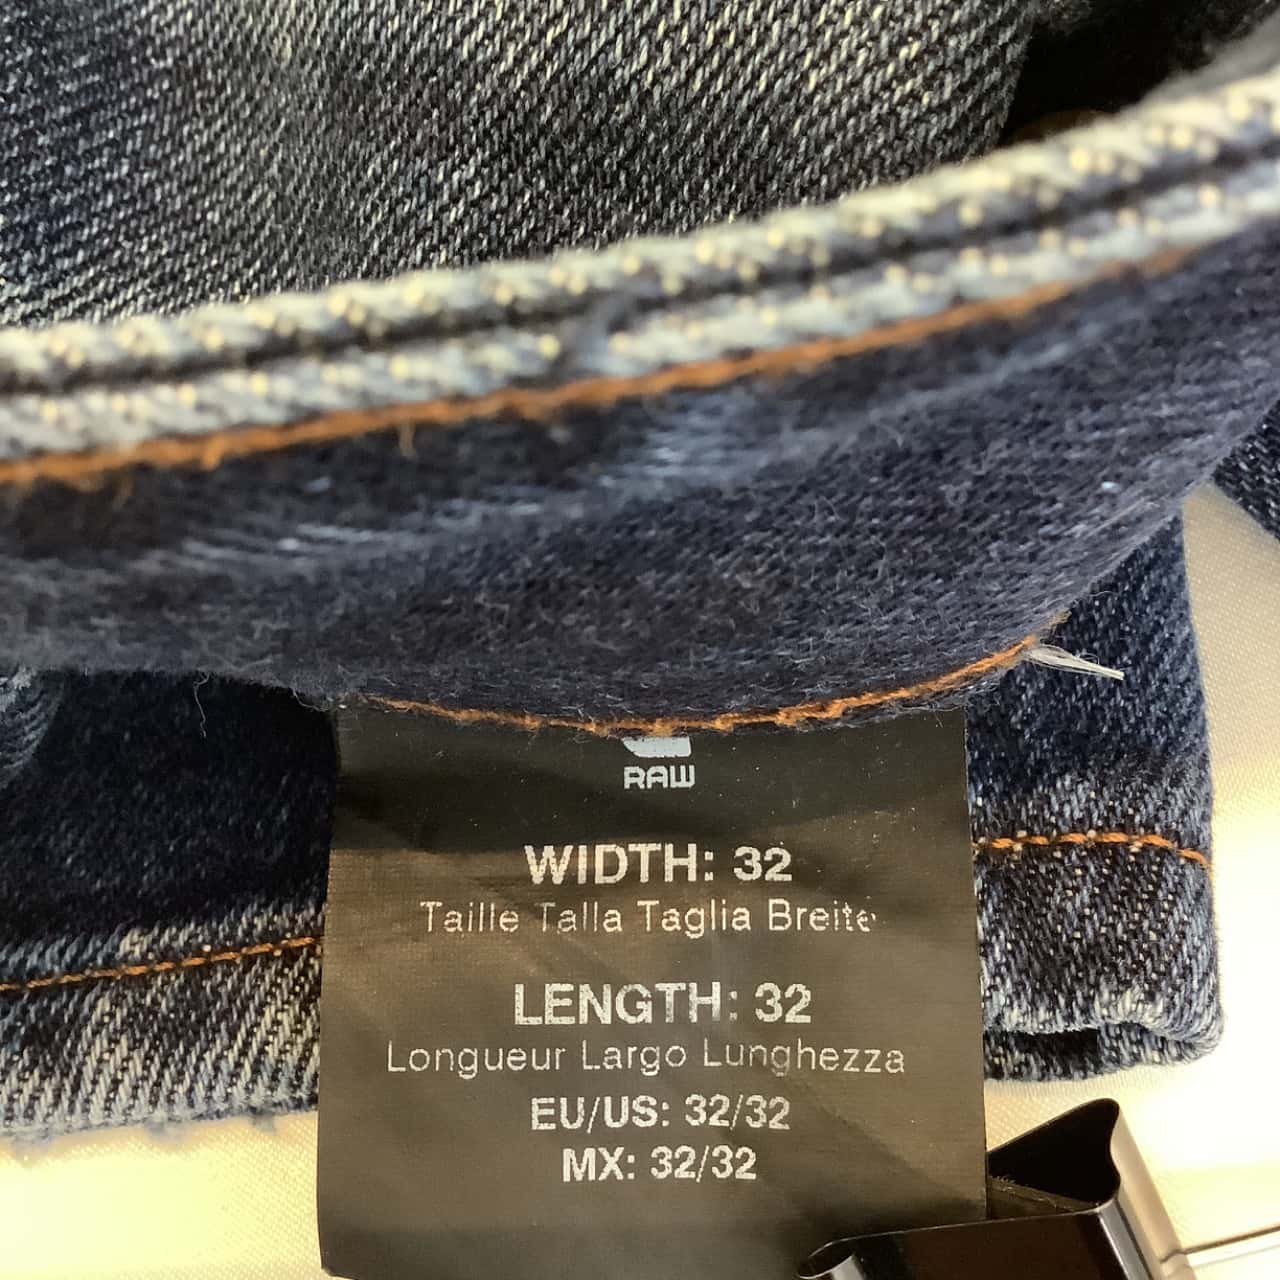 RAW
WIDTH: 32
Taille Talla Taglia Breite
LENGTH: 32
Longueur Largo Lunghezza
EU/US: 32/32
MX: 32/32